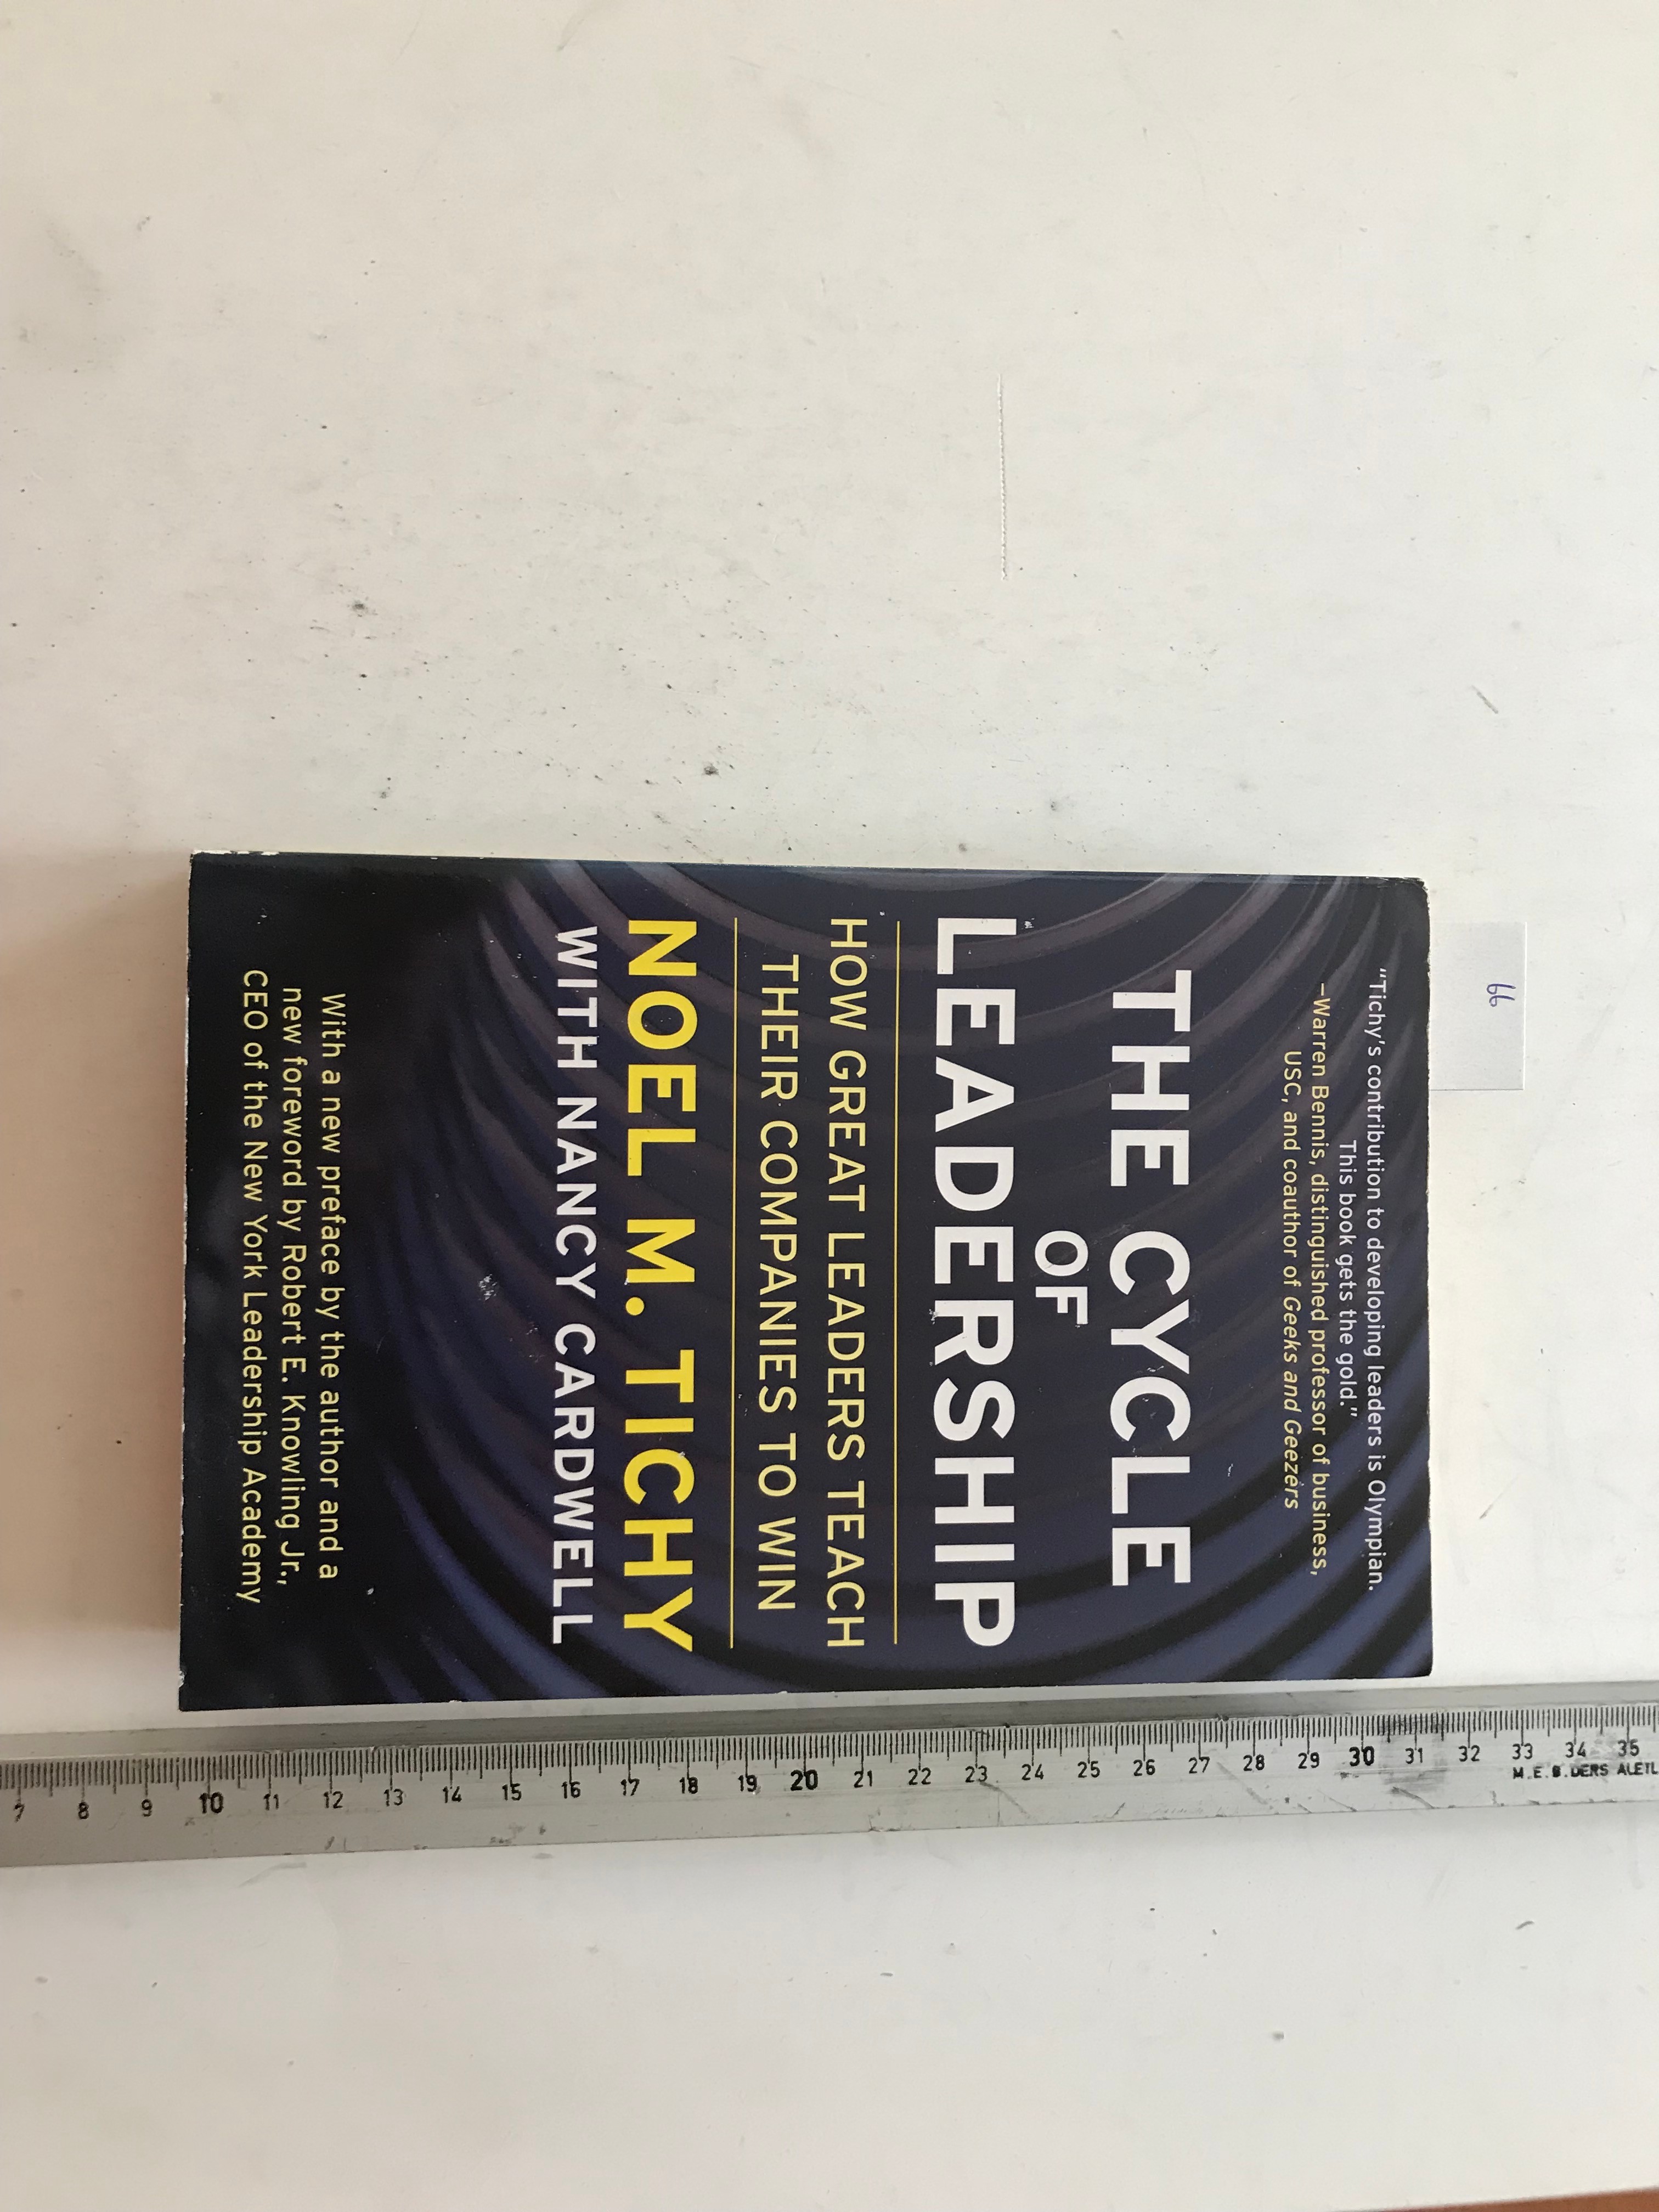 66
"Tichy's contribution to developing leaders is Olympian.
This book gets the gold."
–Warren Bennis, distinguished professor of business,
USC, and coauthor of Geeks and Geezers
THE CYCLE
OF
LEADERSHIP
HOW GREAT LEADERS TEACH
THEIR COMPANIES TO WIN
NOEL M. TICHY
WITH NANCY CARDWELL
With a new preface by the author and a
new foreword by Robert E. Knowling Jr.,
CEO of the New York Leadership Academy
7 8 9 10 11 12 13 14 15 16 17 18 19 20 21 22 23 24 25 26 27 28 29 30 31 32 33 34 35